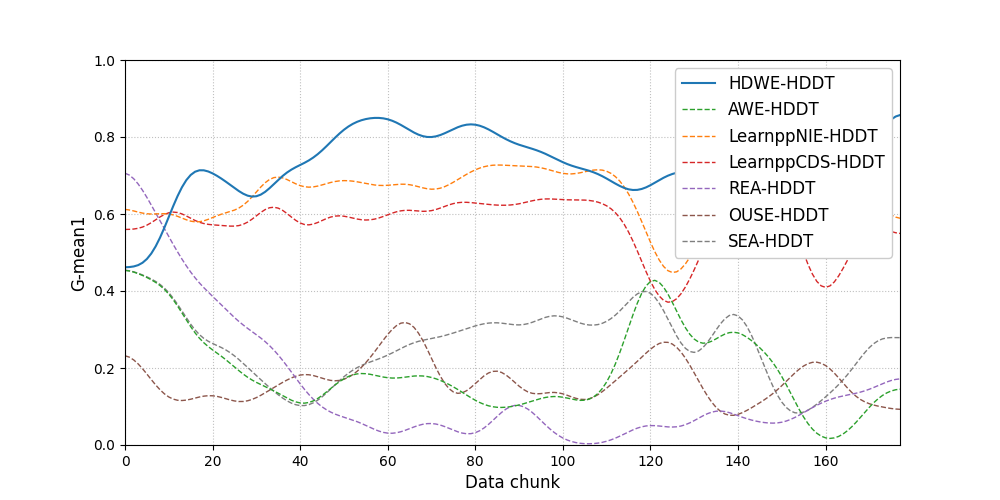 1.0
0.8
0.6
0.4
0.2
0.0
G-mean1
0
20
40
60
80
100
120
140
160
Data chunk
HDWE-HDDT
AWE-HDDT
LearnppNIE-HDDT
LearnppCDS-HDDT
REA-HDDT
OUSE-HDDT
SEA-HDDT